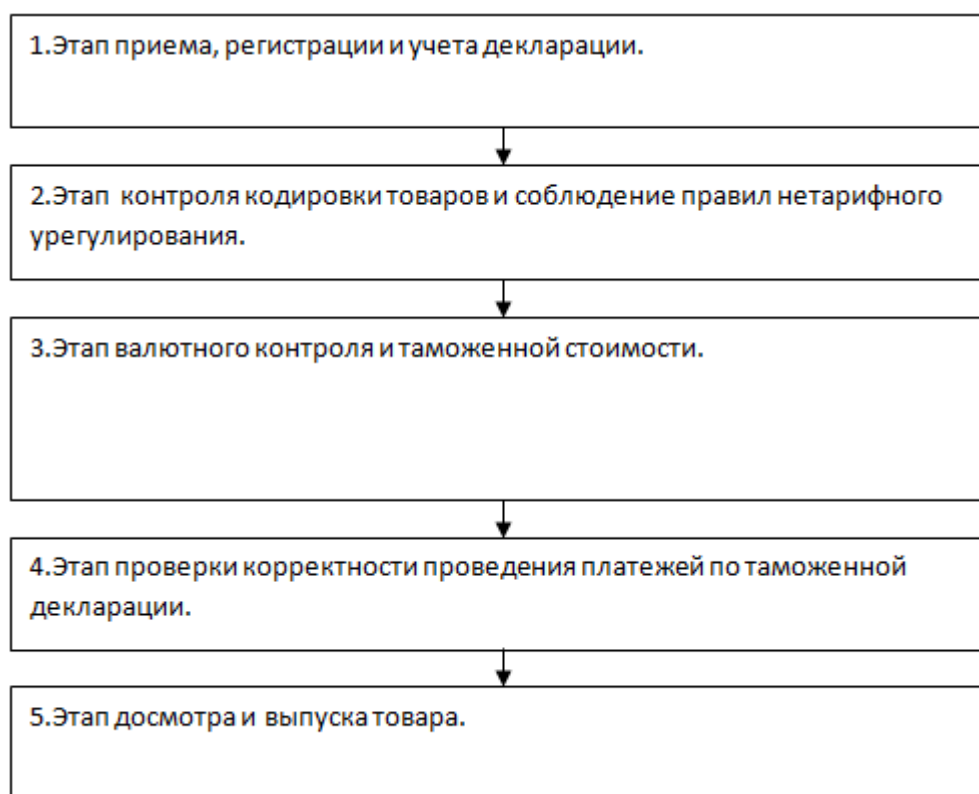 1.Этап приема, регистрации и учета декларации.
2.Этап контроля кодировки товаров и соблюдение правил нетарифного
урегулирования.
3.Этап валютного контроля и таможенной стоимости.
4.Этап проверки корректности проведения платежей по таможенной
декларации.
5.Этап досмотра и выпуска товара.